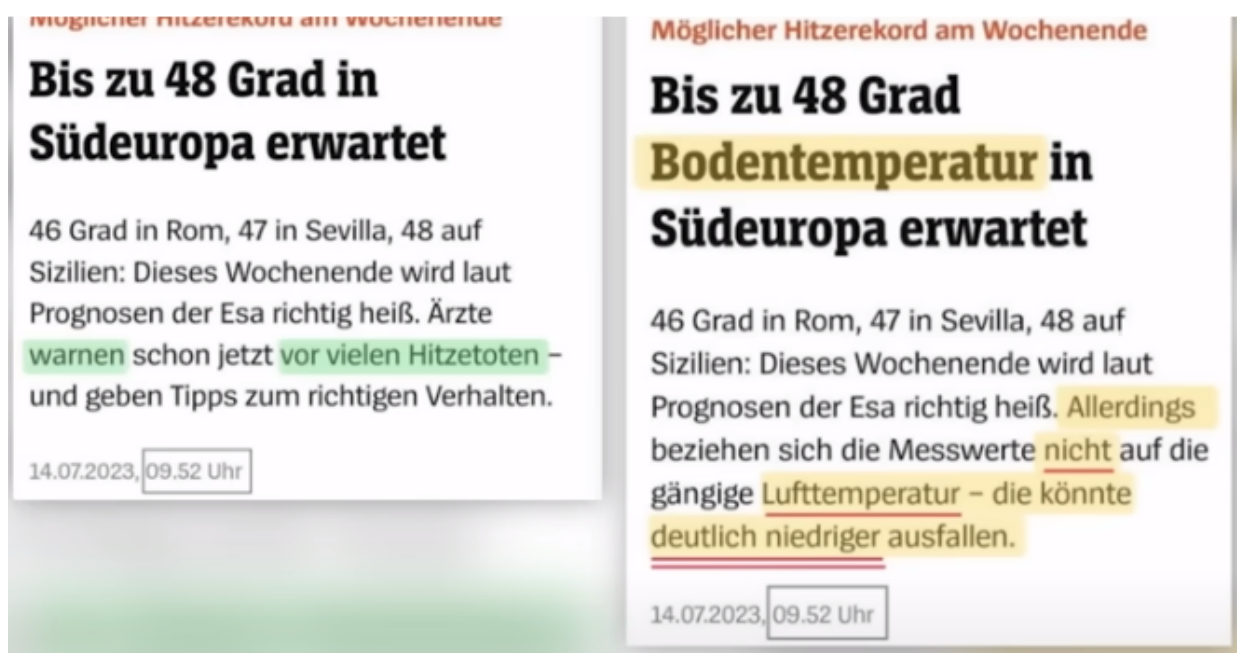 Möglicher Hitzerekord am Wochenende
Bis zu 48 Grad in
Südeuropa erwartet
46 Grad in Rom, 47 in Sevilla, 48 auf
Sizilien: Dieses Wochenende wird laut
Prognosen der Esa richtig heiß. Ärzte
warnen schon jetzt vor vielen Hitzetoten –
und geben Tipps zum richtigen Verhalten.
14.07.2023, 09.52 Uhr
Möglicher Hitzerekord am Wochenende
Bis zu 48 Grad
Bodentemperatur in
Südeuropa erwartet
46 Grad in Rom, 47 in Sevilla, 48 auf
Sizilien: Dieses Wochenende wird laut
Prognosen der Esa richtig heiß. Allerdings
beziehen sich die Messwerte nicht auf die
gängige Lufttemperatur – die könnte
deutlich niedriger ausfallen.
14.07.2023, 09.52 Uhr